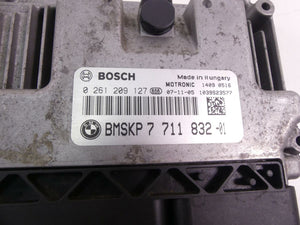 BOSCH
Made in Hungary
0 261 209 127
MOTRONIC 1409 0516
07-11-05 1039S23577
BMSKP 7 711 832-01